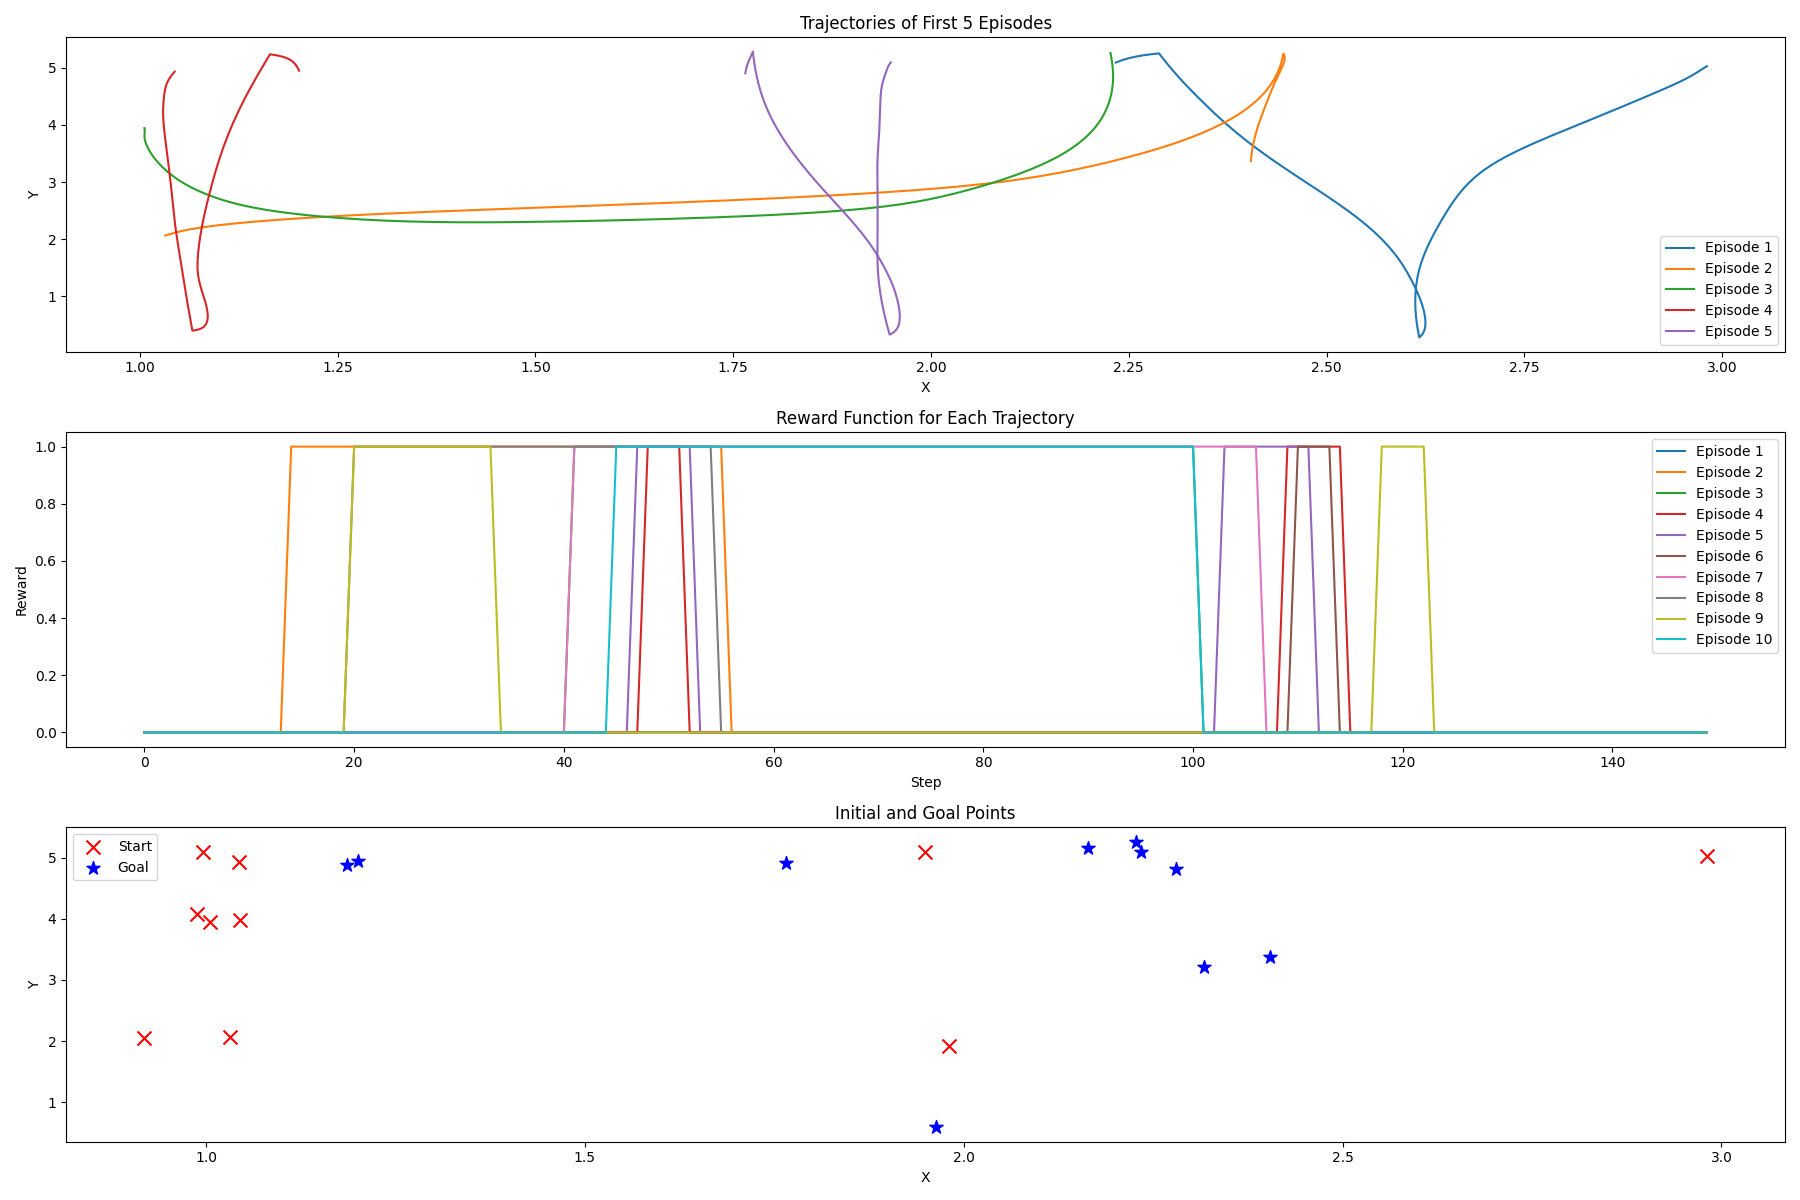 Trajectories of First 5 Episodes
5
4
3
2
1
Y
1.00 1.25 1.50 1.75 2.00 2.25 2.50 2.75 3.00
X
Episode 1
Episode 2
Episode 3
Episode 4
Episode 5
Reward Function for Each Trajectory
1.0
0.8
0.6
0.4
0.2
0.0
Reward
0 20 40 60 80 100 120 140
Step
Episode 1
Episode 2
Episode 3
Episode 4
Episode 5
Episode 6
Episode 7
Episode 8
Episode 9
Episode 10
Initial and Goal Points
Start
Goal
5
4
3
2
1
Y
1.0 1.5 2.0 2.5 3.0
X